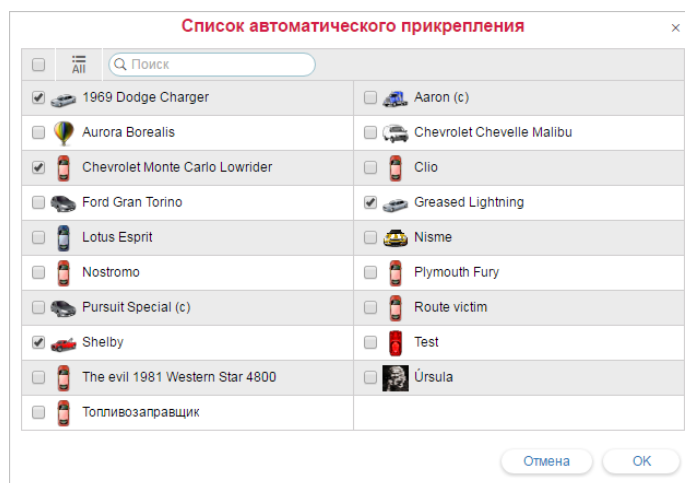 Список автоматического прикрепления
×
All
Поиск
1969 Dodge Charger
Aaron (c)
Aurora Borealis
Chevrolet Chevelle Malibu
Chevrolet Monte Carlo Lowrider
Clio
Ford Gran Torino
Greased Lightning
Lotus Esprit
Nisme
Nostromo
Plymouth Fury
Pursuit Special (c)
Route victim
Shelby
Test
The evil 1981 Western Star 4800
Úrsula
Топливозаправщик
Отмена
OK